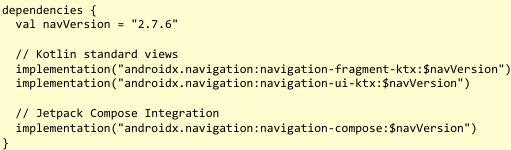 dependencies {
  val navVersion = "2.7.6"

  // Kotlin standard views
  implementation("androidx.navigation:navigation-fragment-ktx:$navVersion")
  implementation("androidx.navigation:navigation-ui-ktx:$navVersion")

  // Jetpack Compose Integration
  implementation("androidx.navigation:navigation-compose:$navVersion")
}